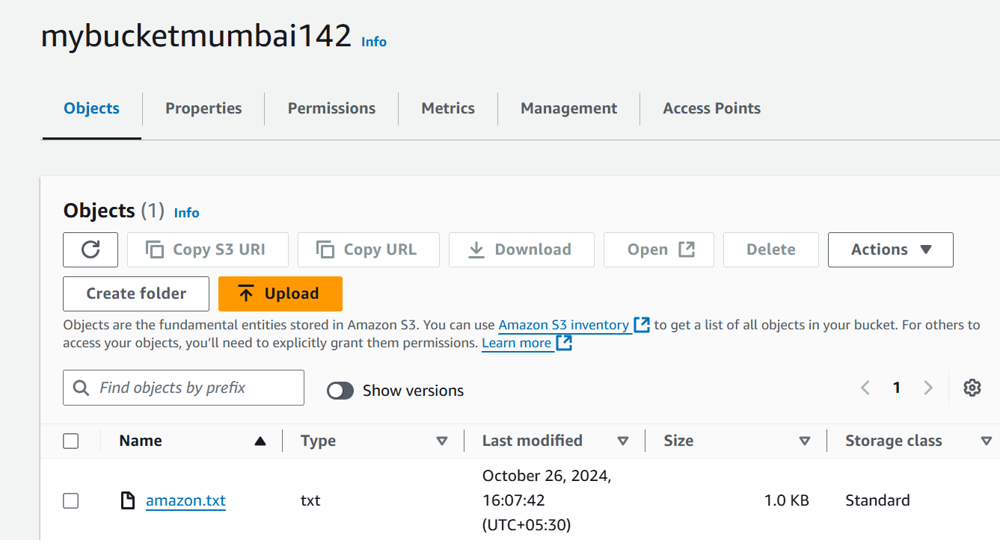 mybucketmumbai142 Info
Objects Properties Permissions Metrics Management Access Points
Objects (1) Info
Copy S3 URI Copy URL Download Open Delete Actions
Create folder Upload
Objects are the fundamental entities stored in Amazon S3. You can use Amazon S3 inventory to get a list of all objects in your bucket. For others to
access your objects, you’ll need to explicitly grant them permissions. Learn more
Find objects by prefix Show versions 1
Name Type Last modified Size Storage class
October 26, 2024,
amazon.txt txt 16:07:42 1.0 KB Standard
(UTC+05:30)